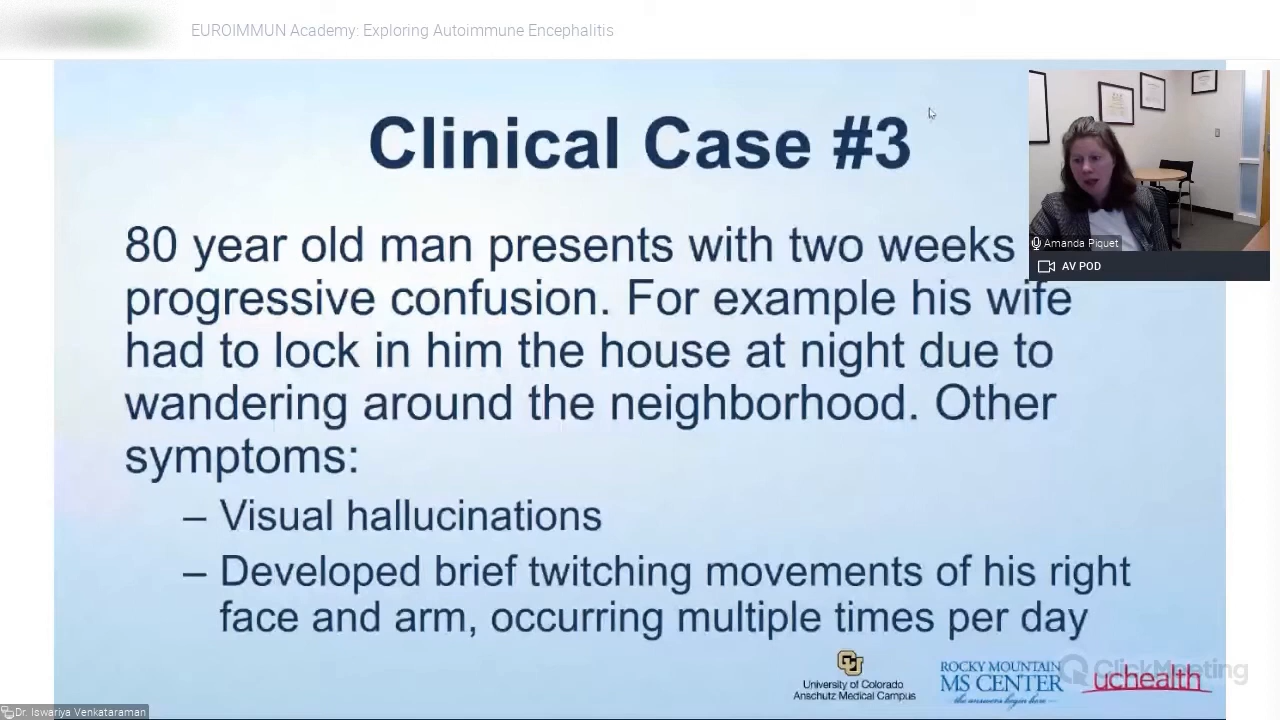 EUROIMMUN Academy: Exploring Autoimmune Encephalitis
Clinical Case #3
80 year old man presents with two weeks
progressive confusion. For example his wife
had to lock in him the house at night due to
wandering around the neighborhood. Other
symptoms:
– Visual hallucinations
– Developed brief twitching movements of his right
face and arm, occurring multiple times per day
Amanda Piquet
AV POD
University of Colorado
Anschutz Medical Campus
ROCKY MOUNTAIN
MS CENTER
the answers begin here
uchealth
ClickMeeting
Dr. Iswariya Venkataraman